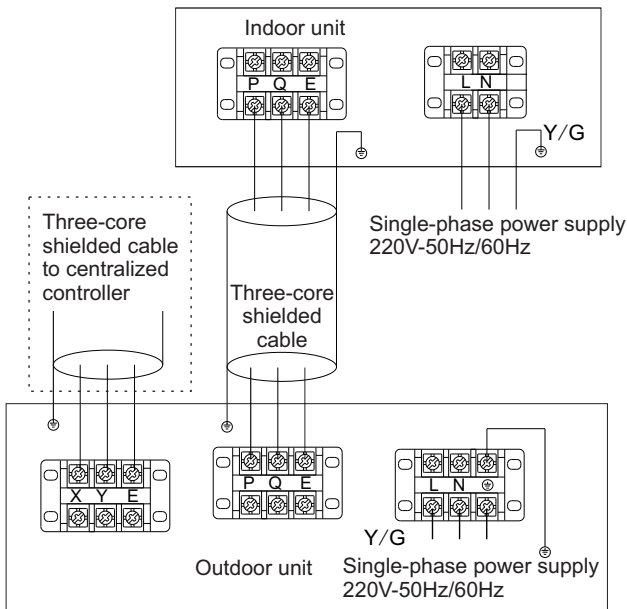 Indoor unit
P Q E
L N
Y/G
Single-phase power supply
220V-50Hz/60Hz
Three-core
shielded cable
to centralized
controller
Three-core
shielded
cable
X Y E
P Q E
L N
Y/G
Outdoor unit
Single-phase power supply
220V-50Hz/60Hz